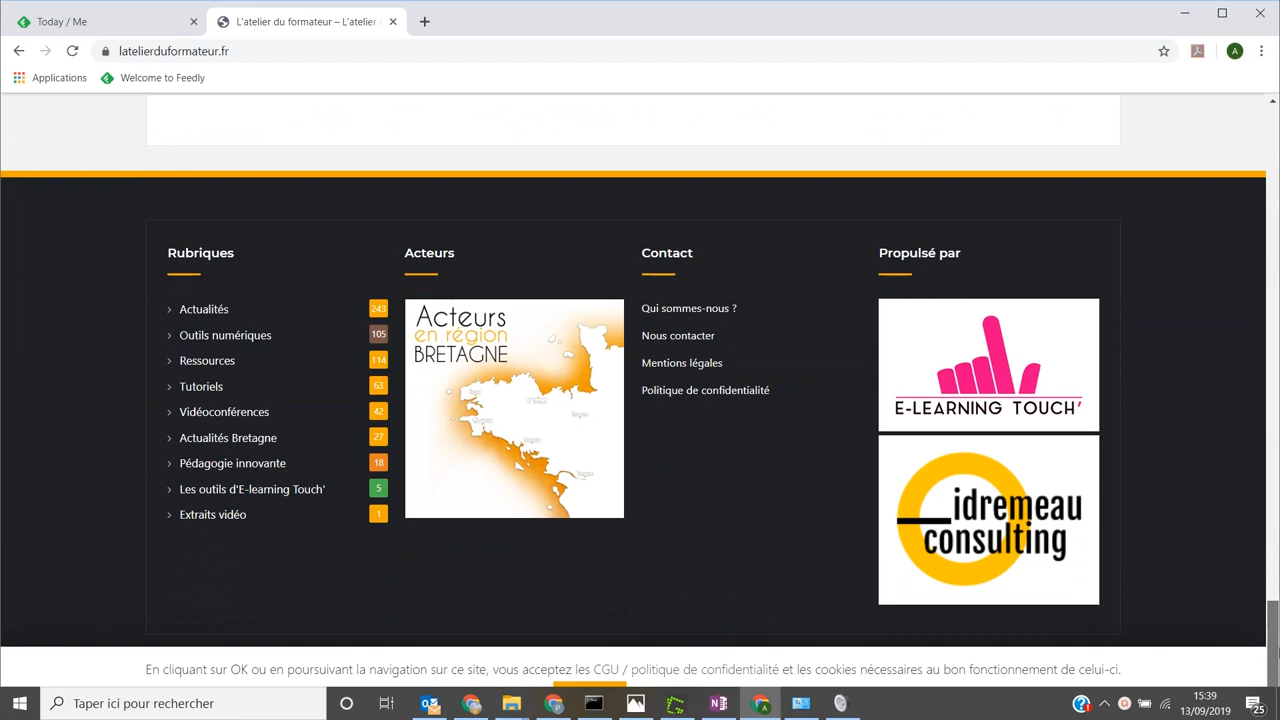 Today / Me
L'atelier du formateur – L'atelier
latelierduformateur.fr
A
Applications
Welcome to Feedly
Rubriques
Actualités 243
Outils numériques 105
Ressources 114
Tutoriels 63
Vidéoconférences 42
Actualités Bretagne 27
Pédagogie innovante 18
Les outils d'E-learning Touch' 5
Extraits vidéo 1
Acteurs
Acteurs
en région
BRETAGNE
Contact
Qui sommes-nous ?
Nous contacter
Mentions légales
Politique de confidentialité
Propulsé par
E-LEARNING TOUCH'
idremeau
consulting
En cliquant sur OK ou en poursuivant la navigation sur ce site, vous acceptez les CGU / politique de confidentialité et les cookies nécessaires au bon fonctionnement de celui-ci.
Taper ici pour rechercher
15:39
13/09/2019
25